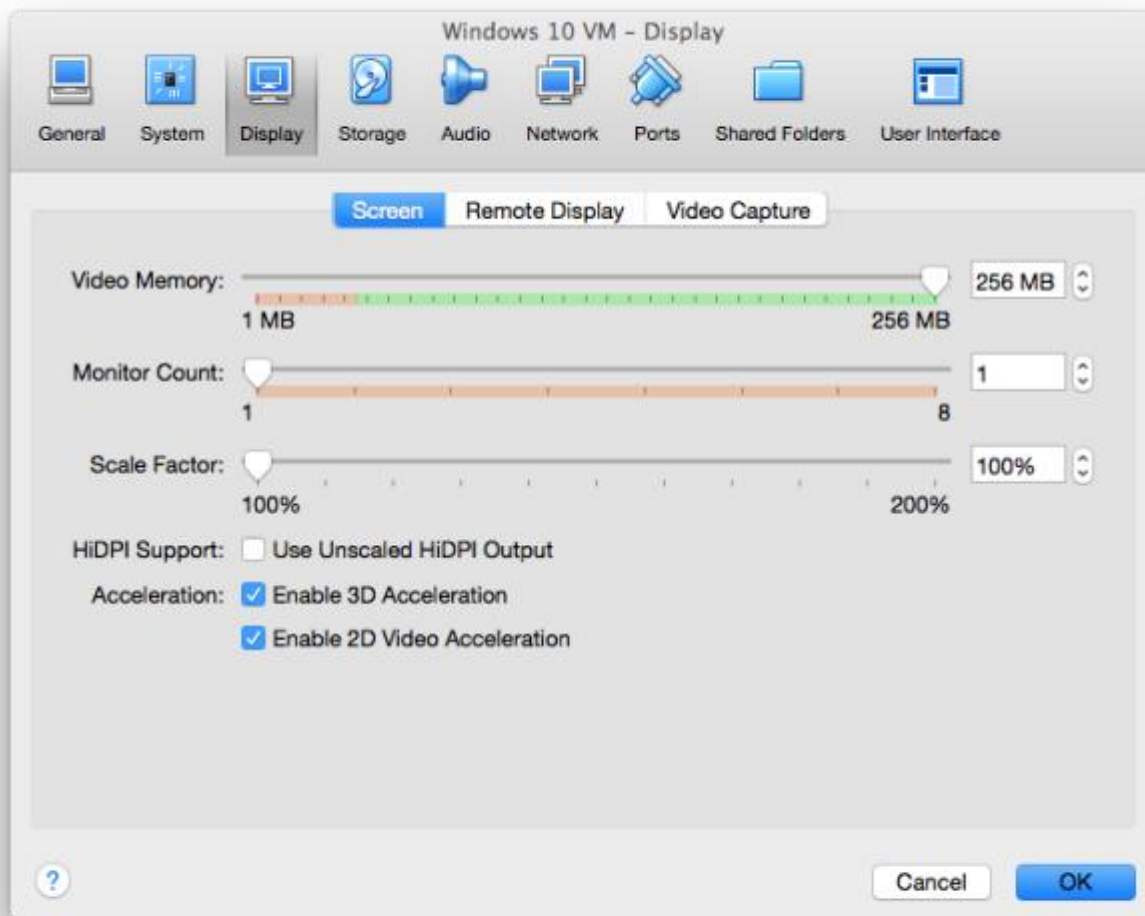 Windows 10 VM – Display
General System Display Storage Audio Network Ports Shared Folders User Interface
Screen Remote Display Video Capture
Video Memory: 256 MB
1 MB 256 MB
Monitor Count: 1
1 8
Scale Factor: 100%
100% 200%
HiDPI Support: Use Unscaled HiDPI Output
Acceleration: Enable 3D Acceleration
Enable 2D Video Acceleration
? Cancel OK